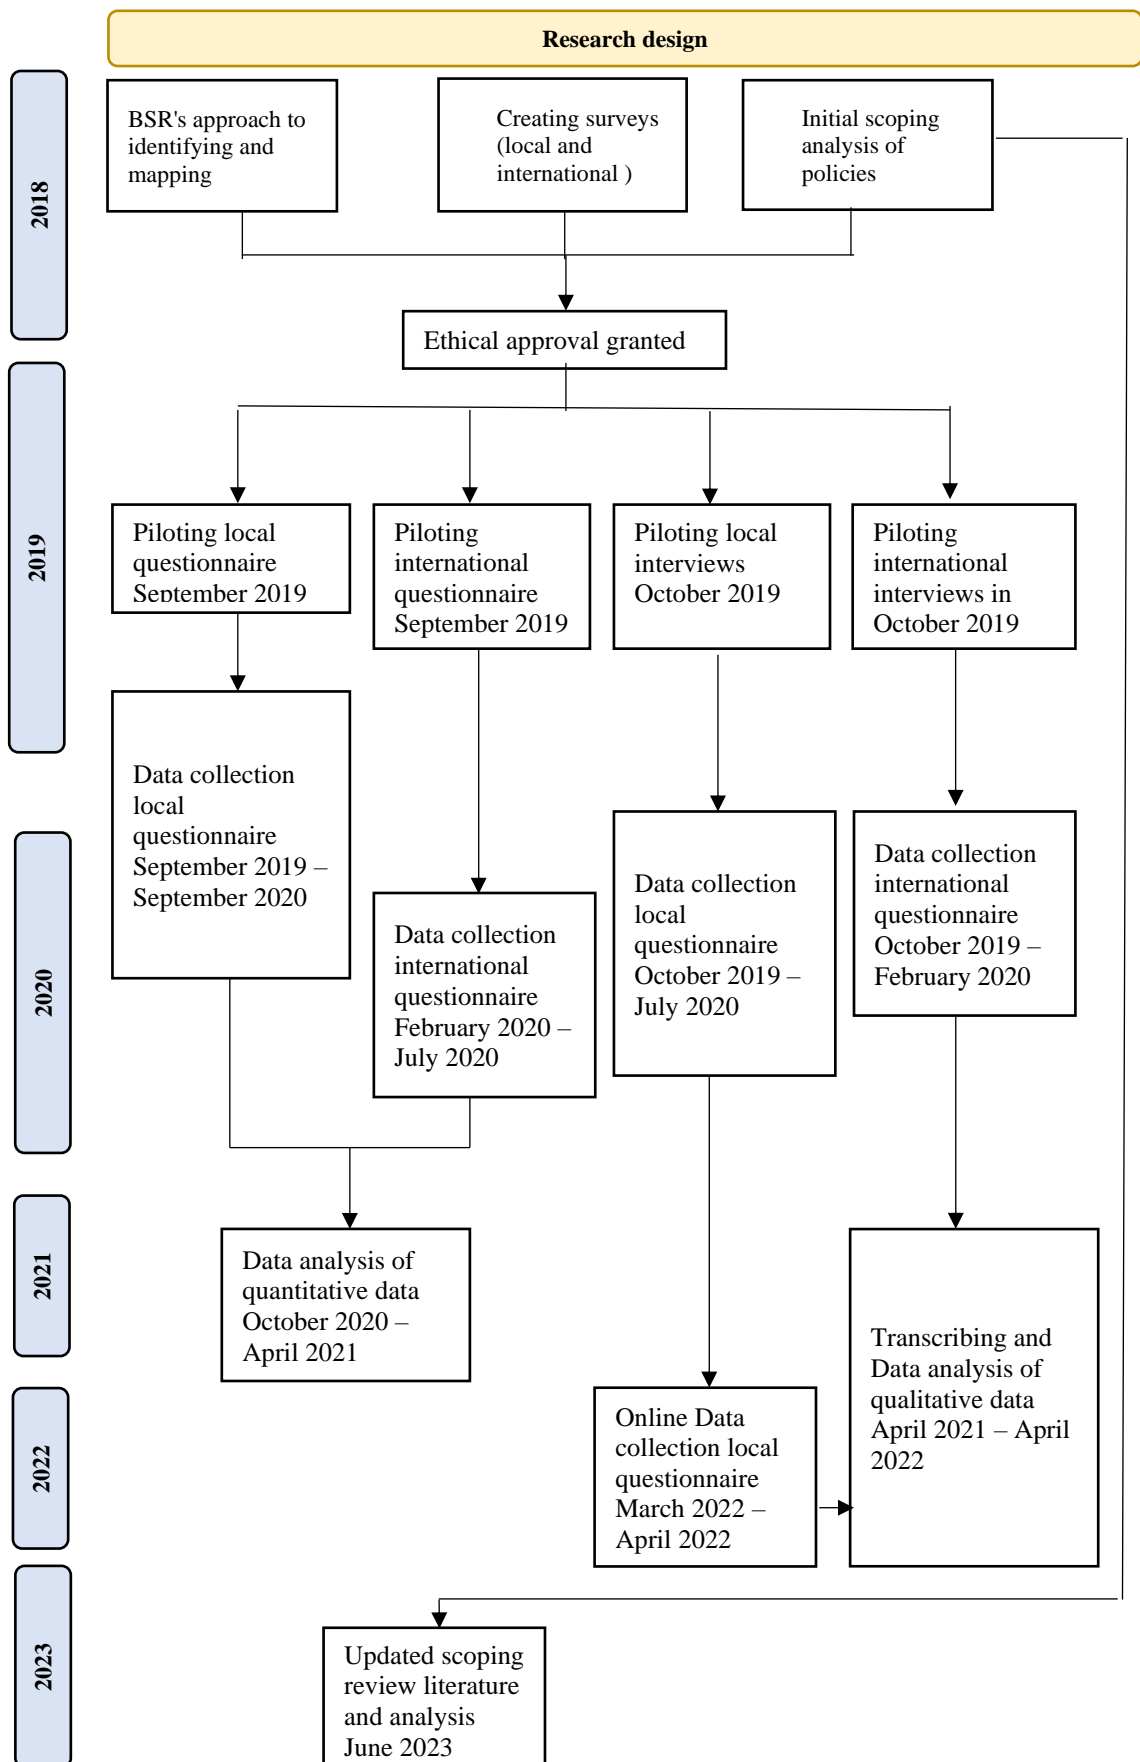 Research design
2018
BSR's approach to
identifying and
mapping
Creating surveys
(local and
international )
Initial scoping
analysis of
policies
Ethical approval granted
2019
Piloting local
questionnaire
September 2019
Piloting
international
questionnaire
September 2019
Piloting local
interviews
October 2019
Piloting
international
interviews in
October 2019
Data collection
local
questionnaire
September 2019 –
September 2020
2020
Data collection
international
questionnaire
February 2020 –
July 2020
Data collection
local
questionnaire
October 2019 –
July 2020
Data collection
international
questionnaire
October 2019 –
February 2020
2021
Data analysis of
quantitative data
October 2020 –
April 2021
Transcribing and
Data analysis of
qualitative data
April 2021 – April
2022
2022
Online Data
collection local
questionnaire
March 2022 –
April 2022
2023
Updated scoping
review literature
and analysis
June 2023